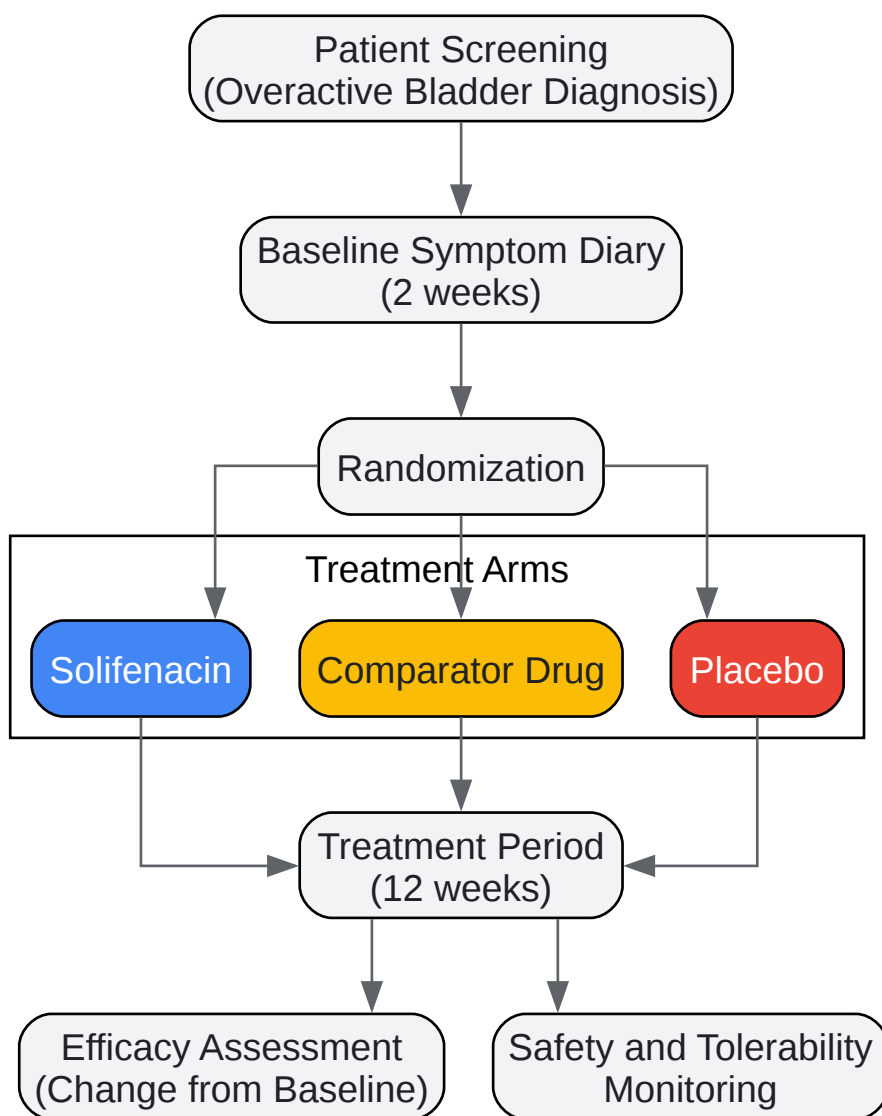 Patient Screening
(Overactive Bladder Diagnosis)
Baseline Symptom Diary
(2 weeks)
Randomization
Treatment Arms
Solifenacin
Comparator Drug
Placebo
Treatment Period
(12 weeks)
Efficacy Assessment
(Change from Baseline)
Safety and Tolerability
Monitoring